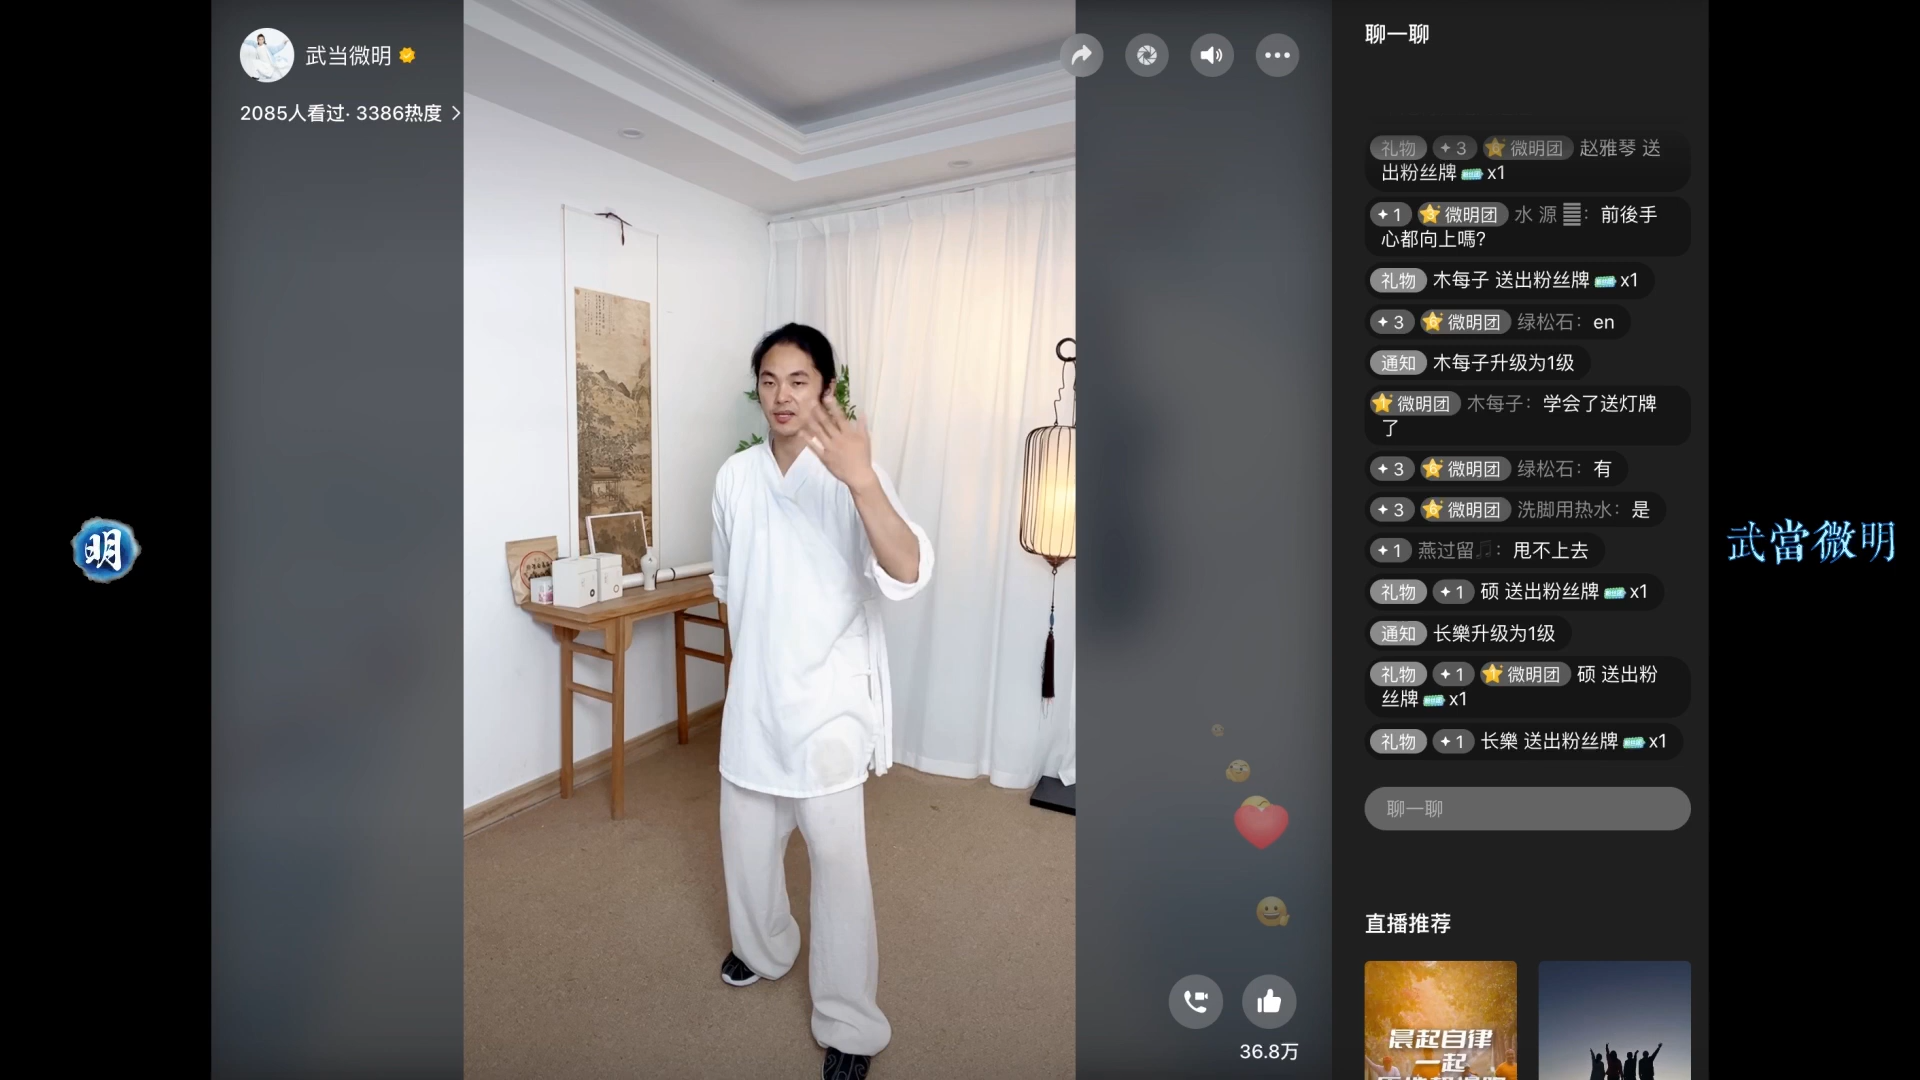 武当微明
2085人看过· 3386热度 >
聊一聊
礼物 +3 微明团 赵雅琴 送
出粉丝牌 x1
+1 3 微明团 水 源 ䷁: 前後手
心都向上嗎?
礼物 木每子 送出粉丝牌 x1
+3 6 微明团 绿松石: en
通知 木每子升级为1级
1 微明团 木每子: 学会了送灯牌
了
+3 6 微明团 绿松石: 有
+3 6 微明团 洗脚用热水: 是
+1 燕过留🎵: 甩不上去
礼物 +1 硕 送出粉丝牌 x1
通知 长樂升级为1级
礼物 +1 1 微明团 硕 送出粉
丝牌 x1
礼物 +1 长樂 送出粉丝牌 x1
聊一聊
直播推荐
晨起自律
一起
36.8万
明
武當微明